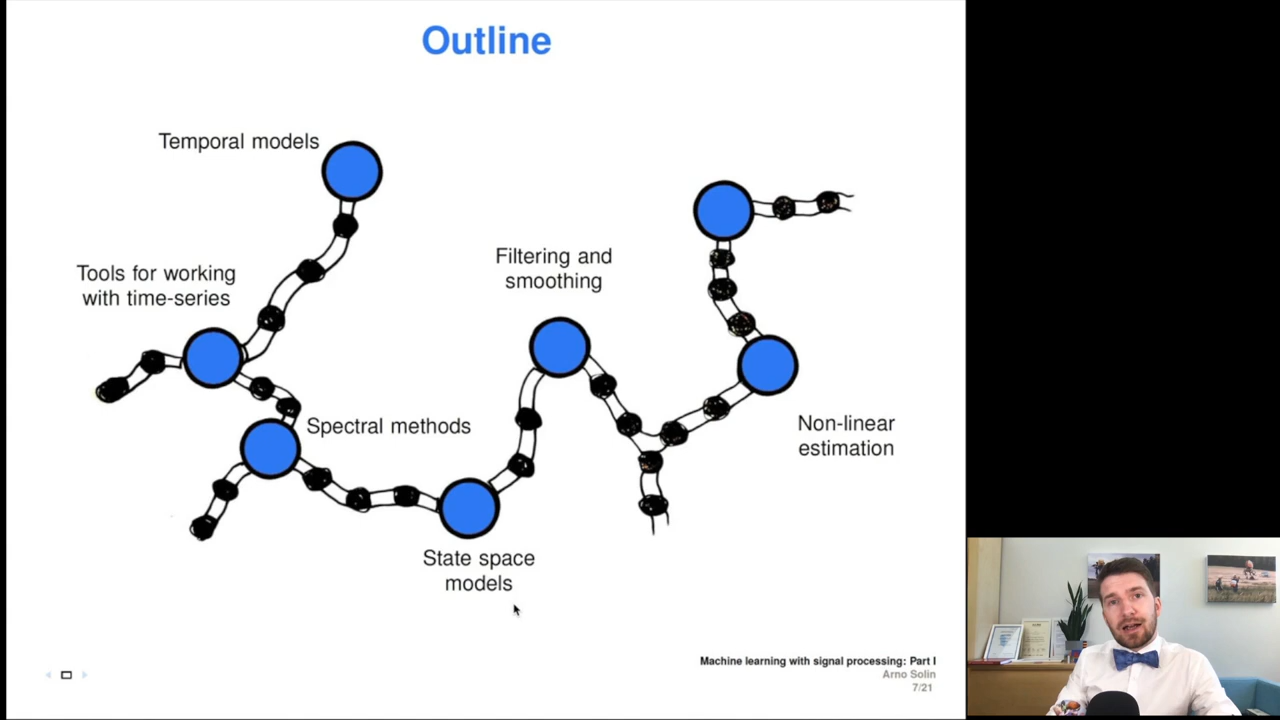 Outline
Temporal models
Tools for working
with time-series
Filtering and
smoothing
Spectral methods
Non-linear
estimation
State space
models
Machine learning with signal processing: Part I
Arno Solin
7/21